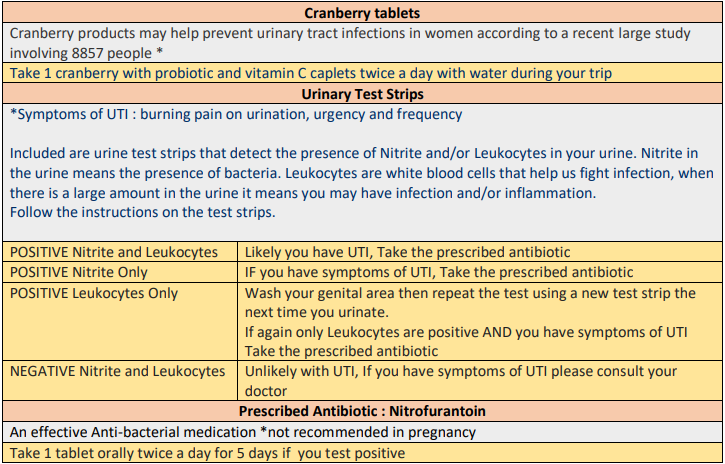 Cranberry tablets
Cranberry products may help prevent urinary tract infections in women according to a recent large study
involving 8857 people *
Take 1 cranberry with probiotic and vitamin C caplets twice a day with water during your trip
Urinary Test Strips
*Symptoms of UTI : burning pain on urination, urgency and frequency
Included are urine test strips that detect the presence of Nitrite and/or Leukocytes in your urine. Nitrite in
the urine means the presence of bacteria. Leukocytes are white blood cells that help us fight infection, when
there is a large amount in the urine it means you may have infection and/or inflammation.
Follow the instructions on the test strips.
POSITIVE Nitrite and Leukocytes
Likely you have UTI, Take the prescribed antibiotic
POSITIVE Nitrite Only
IF you have symptoms of UTI, Take the prescribed antibiotic
POSITIVE Leukocytes Only
Wash your genital area then repeat the test using a new test strip the
next time you urinate.
If again only Leukocytes are positive AND you have symptoms of UTI
Take the prescribed antibiotic
NEGATIVE Nitrite and Leukocytes
Unlikely with UTI, If you have symptoms of UTI please consult your
doctor
Prescribed Antibiotic : Nitrofurantoin
An effective Anti-bacterial medication *not recommended in pregnancy
Take 1 tablet orally twice a day for 5 days if you test positive